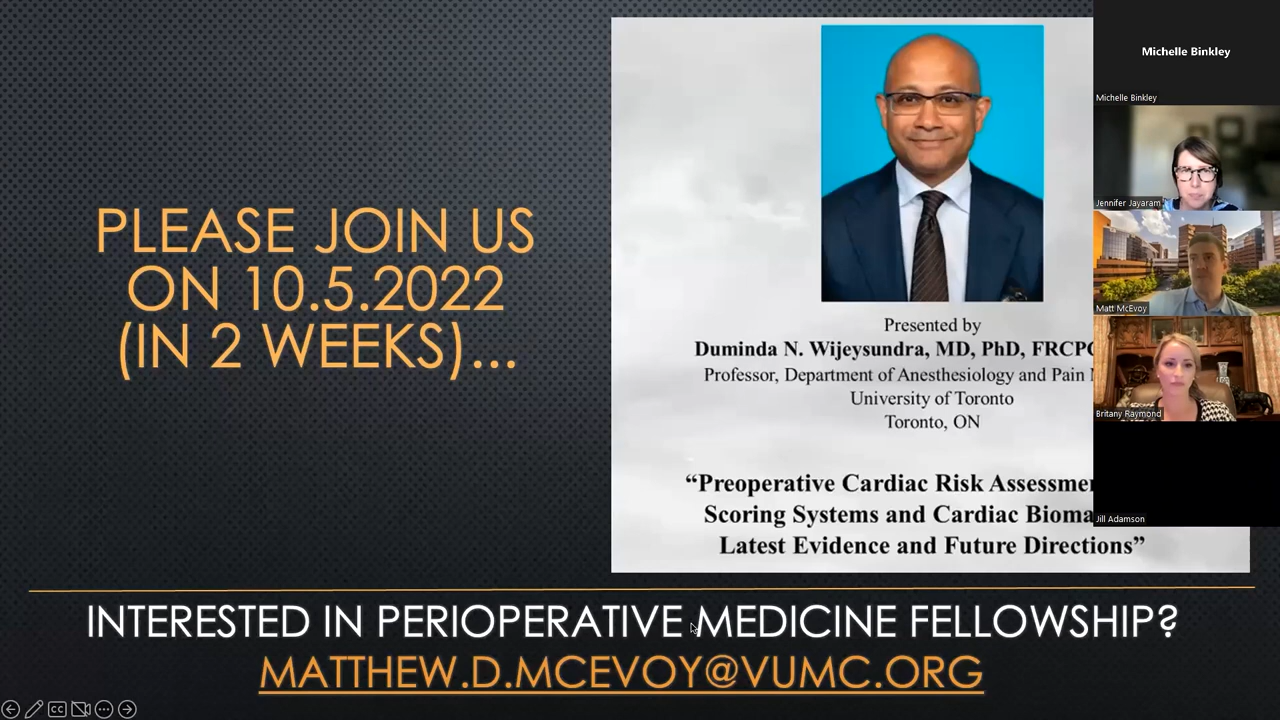 PLEASE JOIN US
ON 10.5.2022
(IN 2 WEEKS)...
Presented by
Duminda N. Wijeysundra, MD, PhD, FRCPC
Professor, Department of Anesthesiology and Pain
University of Toronto
Toronto, ON
“Preoperative Cardiac Risk Assessme
Scoring Systems and Cardiac Bioma
Latest Evidence and Future Directions”
INTERESTED IN PERIOPERATIVE MEDICINE FELLOWSHIP?
MATTHEW.D.MCEVOY@VUMC.ORG
Michelle Binkley
Michelle Binkley
Jennifer Jayaram
Matt McEvoy
Britany Raymond
Jill Adamson
CC